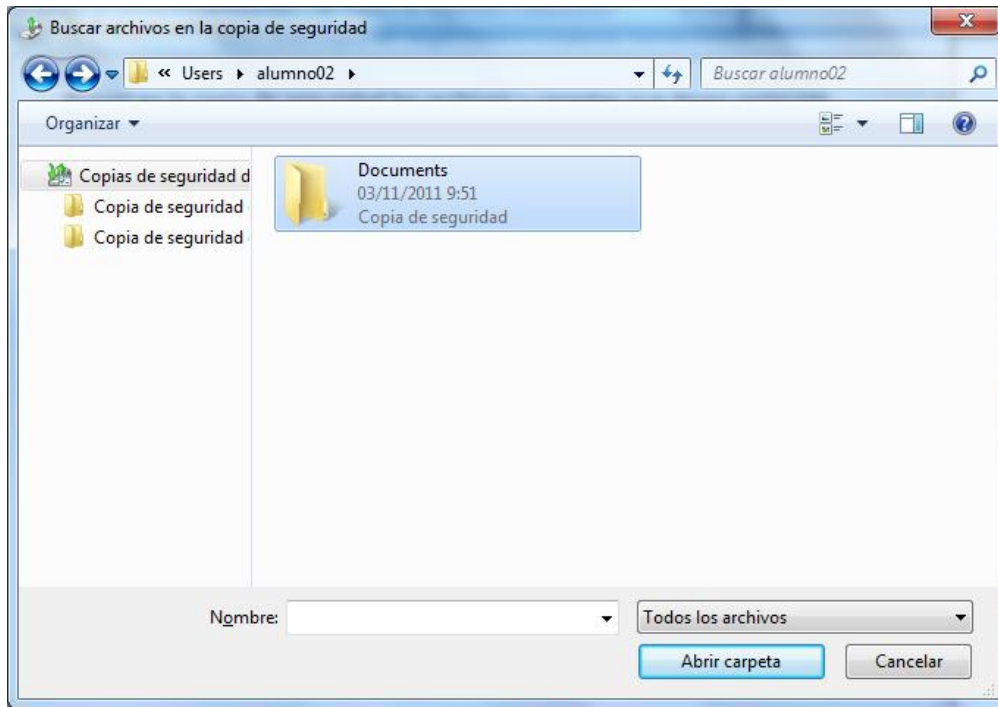 Buscar archivos en la copia de seguridad
« Users ▸ alumno02 ▸
Buscar alumno02
Organizar
Copias de seguridad d
Copia de seguridad
Copia de seguridad
Documents
03/11/2011 9:51
Copia de seguridad
Nombre:
Todos los archivos
Abrir carpeta
Cancelar